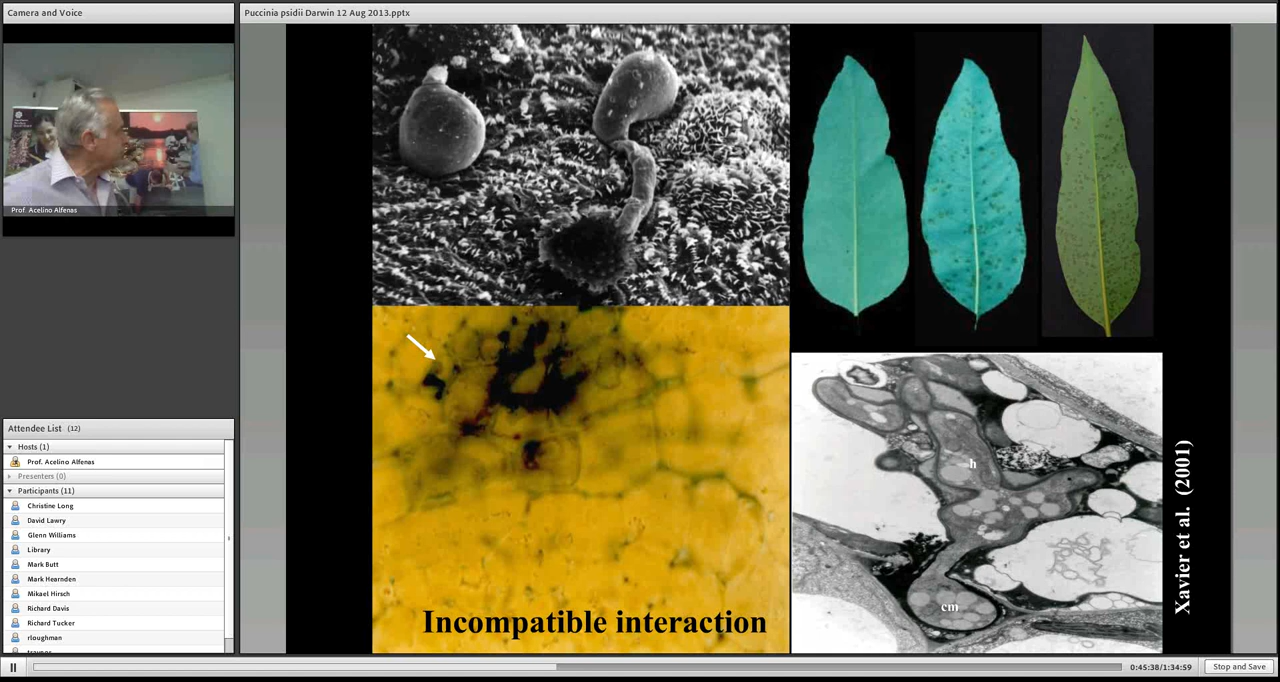 Camera and Voice
Puccinia psidii Darwin 12 Aug 2013.pptx
Prof. Acelino Alfenas
Attendee List (12)
Hosts (1)
Prof. Acelino Alfenas
Presenters (0)
Participants (11)
Christine Long
David Lawry
Glenn Williams
Library
Mark Butt
Mark Hearnden
Mikael Hirsch
Richard Davis
Richard Tucker
rloughman
Incompatible interaction
h
cm
Xavier et al. (2001)
0:45:38/1:34:59
Stop and Save